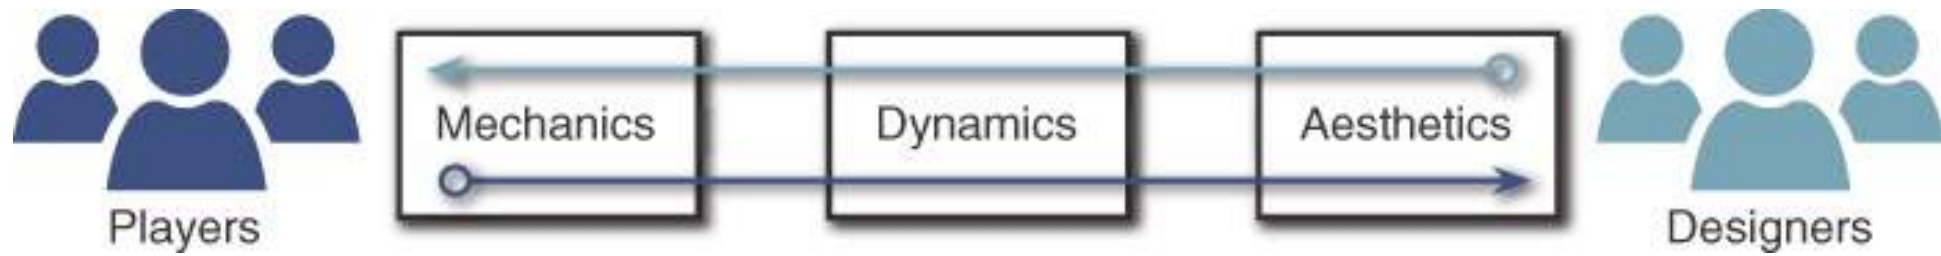 Mechanics
Dynamics
Aesthetics
Players
Designers